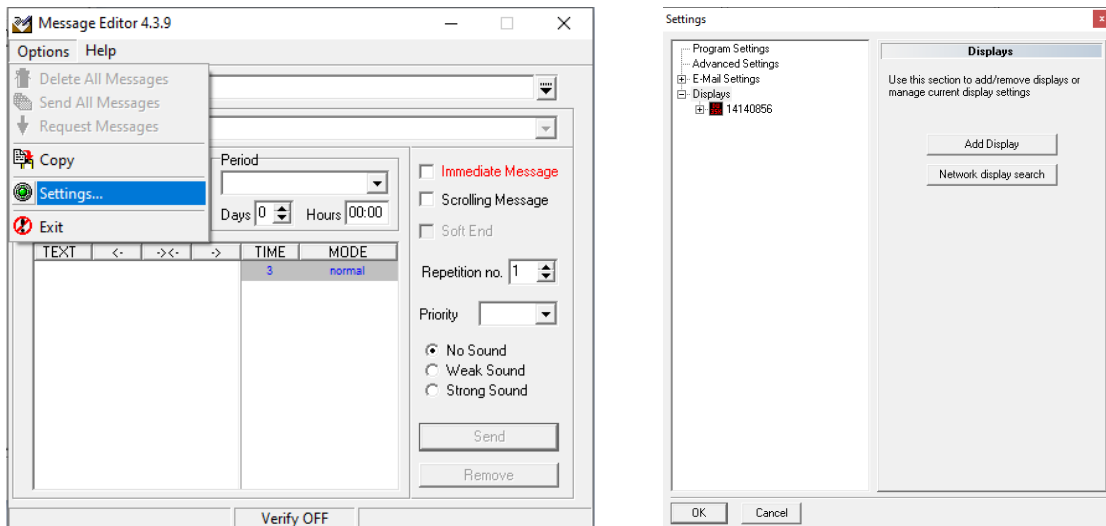 Message Editor 4.3.9
Options Help
Delete All Messages
Send All Messages
Request Messages
Copy
Settings...
Exit
Period
Days 0 Hours 00:00
TEXT <- -><- -> TIME MODE
3 normal
Immediate Message
Scrolling Message
Soft End
Repetition no. 1
Priority
No Sound
Weak Sound
Strong Sound
Send
Remove
Verify OFF
Settings
Program Settings
Advanced Settings
E-Mail Settings
Displays
14140856
Displays
Use this section to add/remove displays or
manage current display settings
Add Display
Network display search
OK Cancel